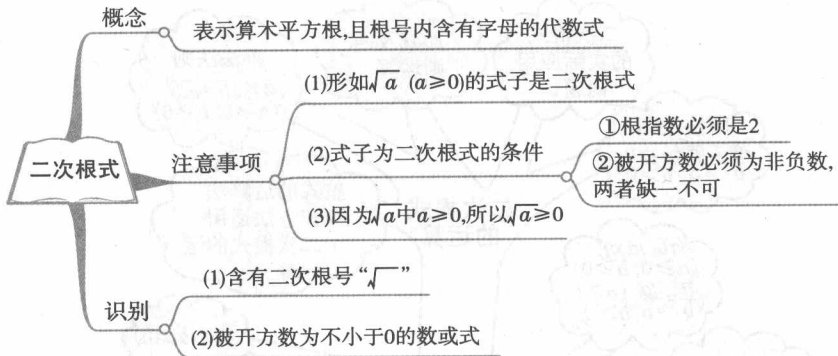 概念
表示算术平方根,且根号内含有字母的代数式
二次根式
注意事项
(1)形如√a (a≥0)的式子是二次根式
(2)式子为二次根式的条件
①根指数必须是2
②被开方数必须为非负数,
两者缺一不可
(3)因为√a中a≥0,所以√a≥0
识别
(1)含有二次根号“√”
(2)被开方数为不小于0的数或式